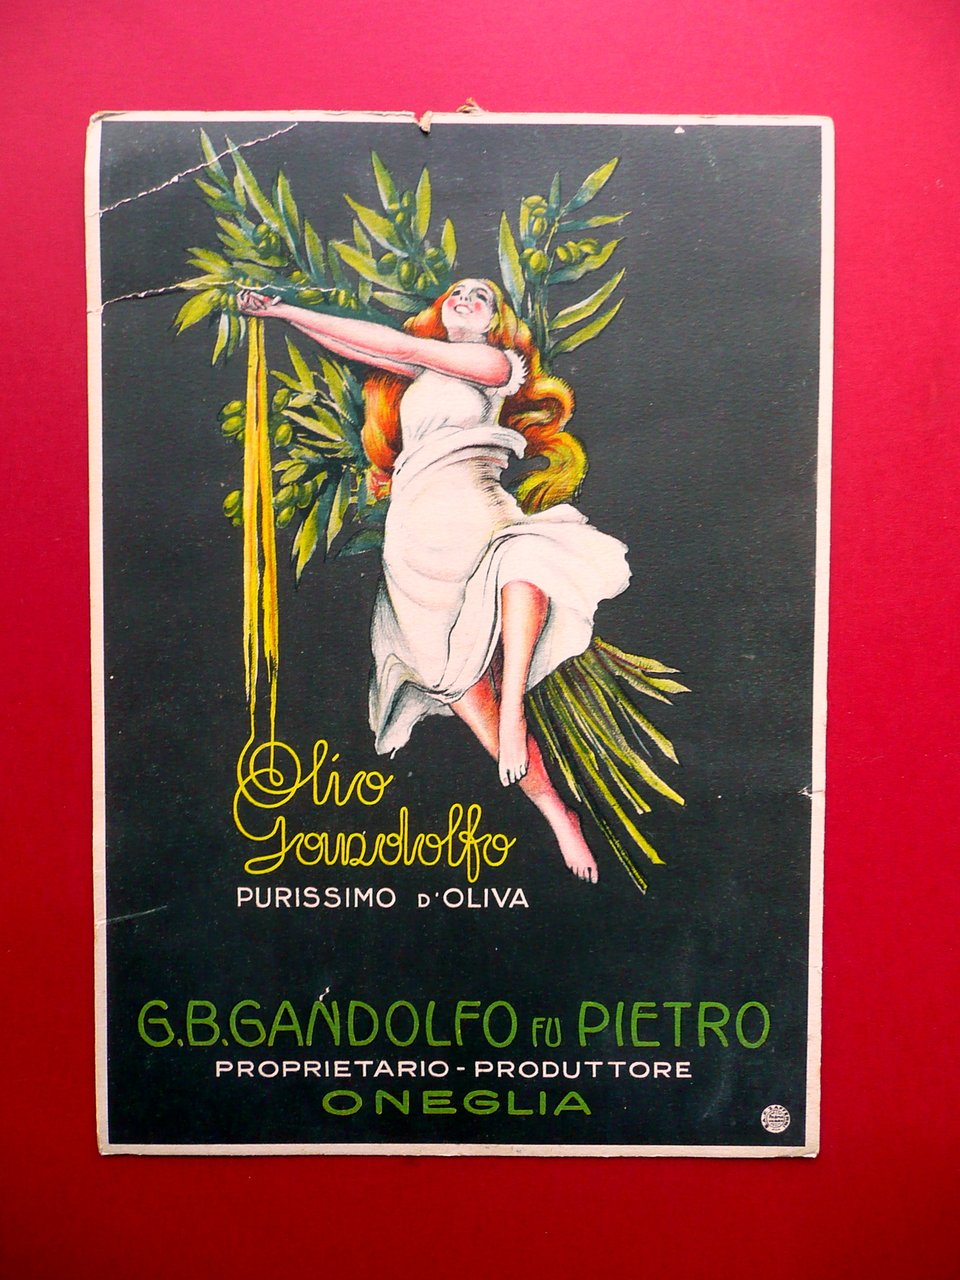 Olio
Gandolfo
PURISSIMO D'OLIVA
G.B.GANDOLFO FU PIETRO
PROPRIETARIO-PRODUTTORE
ONEGLIA